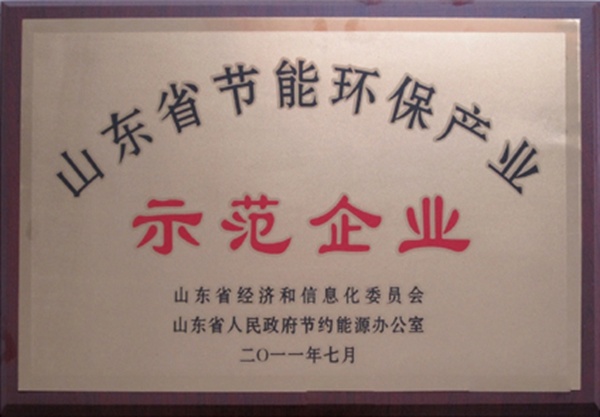 山东省节能环保产业
示范企业
山东省经济和信息化委员会
山东省人民政府节约能源办公室
二〇一一年七月